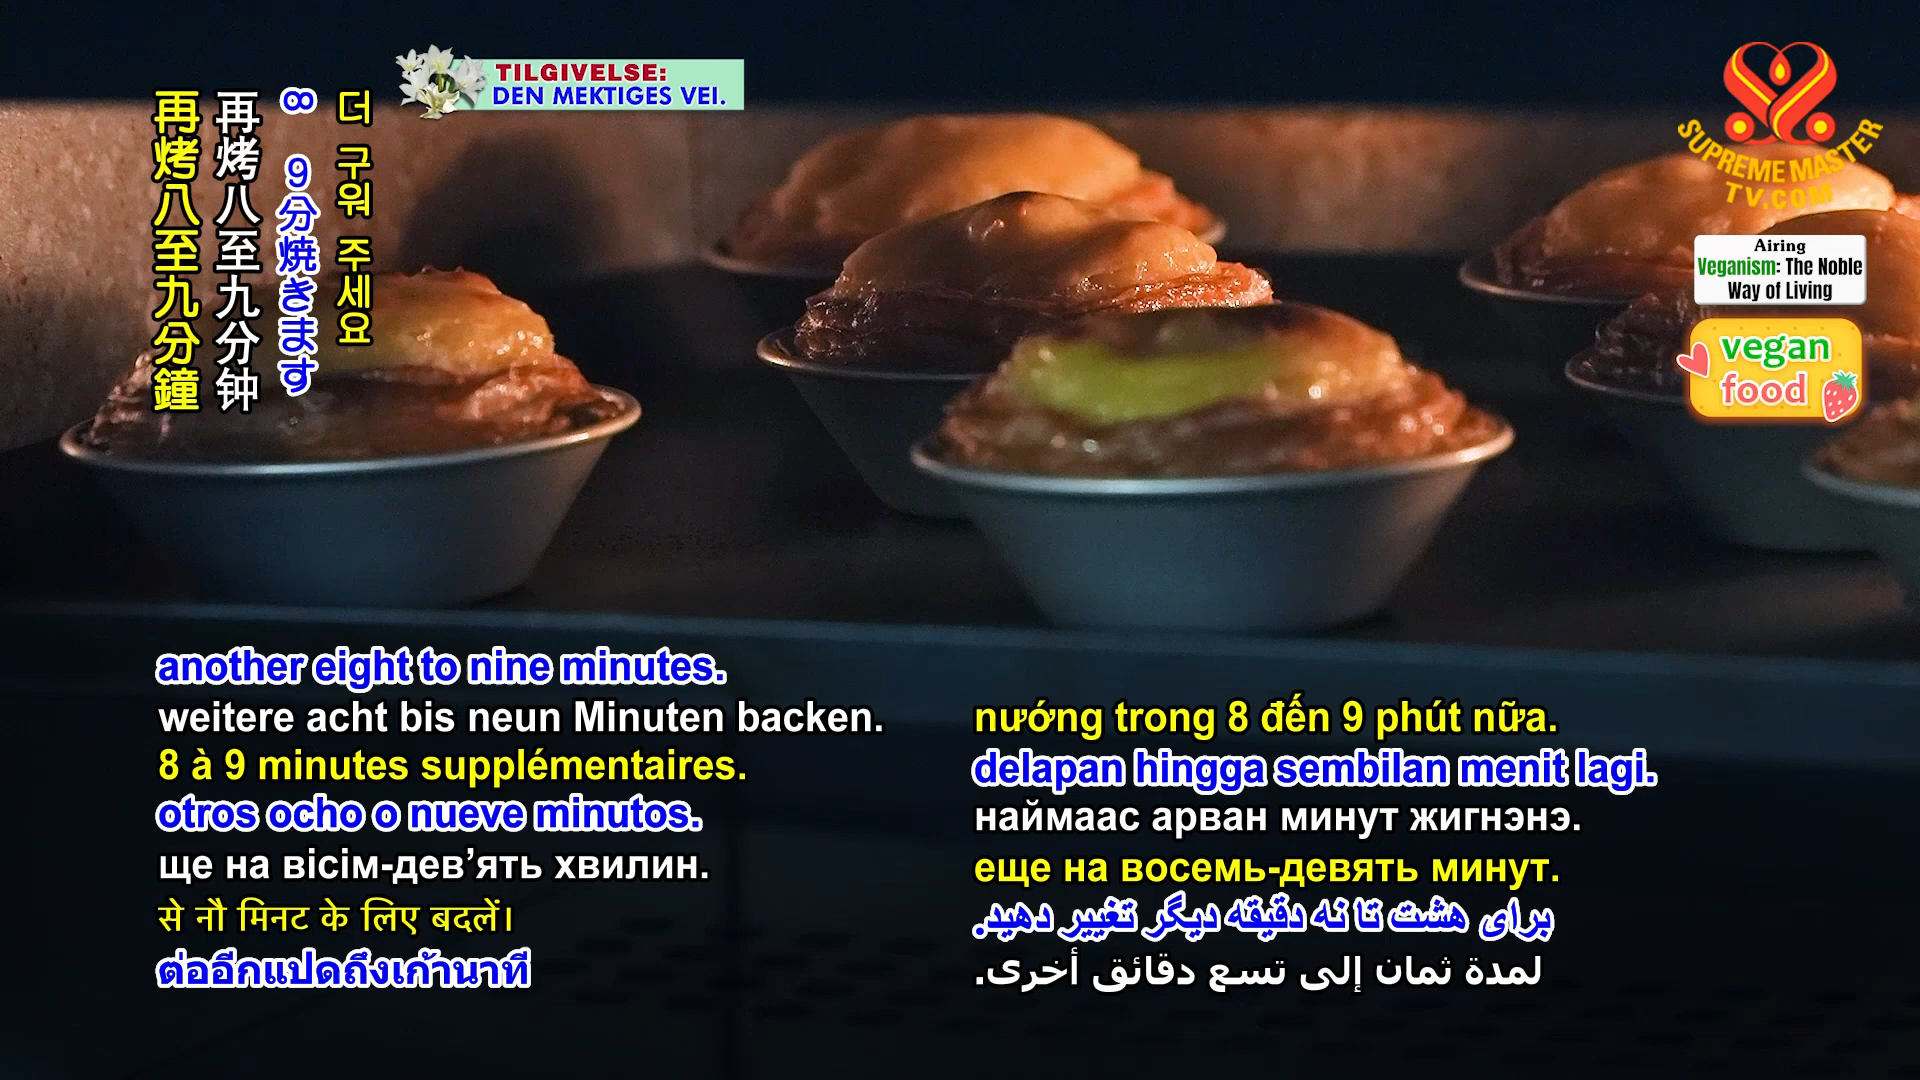 더 구워 주세요
8 9分焼きます
再烤八至九分钟
再烤八至九分鐘
TILGIVELSE:
DEN MEKTIGES VEI.
SUPREME MASTER
TV.COM
Airing
Veganism: The Noble
Way of Living
vegan
food
another eight to nine minutes.
weitere acht bis neun Minuten backen.
8 à 9 minutes supplémentaires.
otros ocho o nueve minutos.
ще на вісім-дев’ять хвилин.
से नौ मिनट के लिए बदलें।
ต่ออีกแปดถึงเก้านาที
nướng trong 8 đến 9 phút nữa.
delapan hingga sembilan menit lagi.
наймаас арван минут жигнэнэ.
еще на восемь-девять минут.
برای هشت تا نه دقیقه دیگر تغییر دهید.
لمدة ثمان إلى تسع دقائق أخرى.